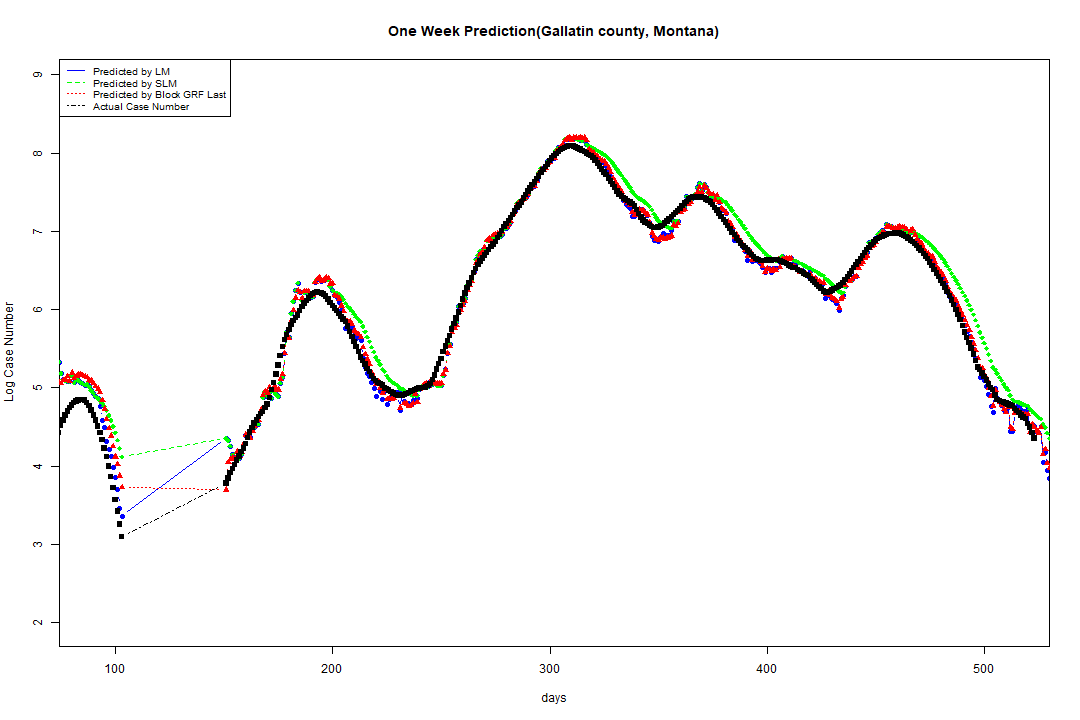 One Week Prediction(Gallatin county, Montana)
Predicted by LM
Predicted by SLM
Predicted by Block GRF Last
Actual Case Number
9
8
7
6
5
4
3
2
Log Case Number
100 200 300 400 500
days